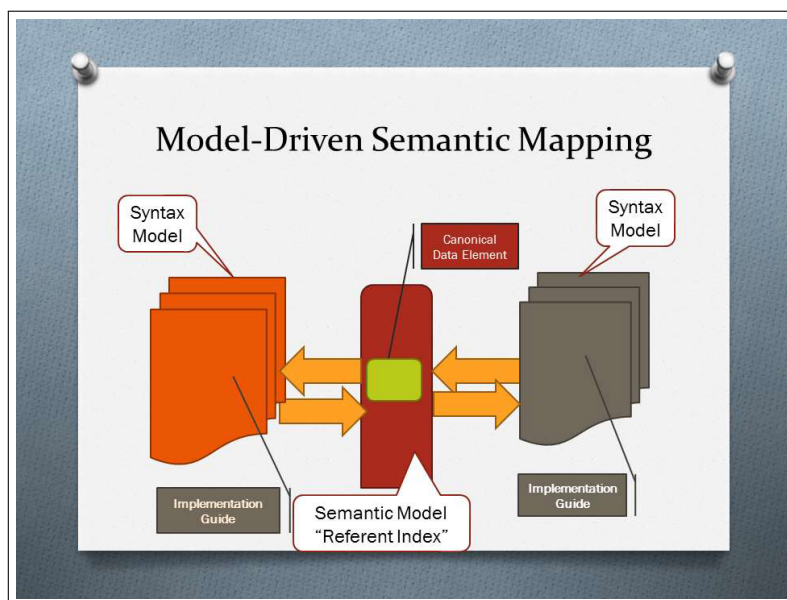 Model-Driven Semantic Mapping
Syntax
Model
Canonical
Data Element
Syntax
Model
Implementation
Guide
Semantic Model
“Referent Index”
Implementation
Guide